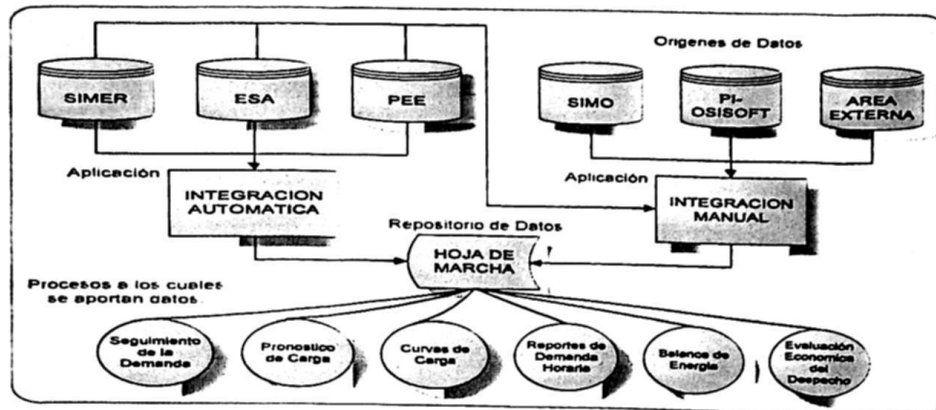 Origenes de Datos
SIMER
ESA
PEE
SIMO
PI-
OSISOFT
AREA
EXTERNA
Aplicación
INTEGRACION
AUTOMATICA
Aplicación
INTEGRACION
MANUAL
Repositorio de Datos
HOJA DE
MARCHA
Procesos a los cuales
se aportan datos.
Seguimiento
de la
Demanda
Pronostico
de Carga
Curvas de
Carga
Reportes de
Demanda
Horaria
Balance de
Energia
Evaluación
Economica
del
Despecho